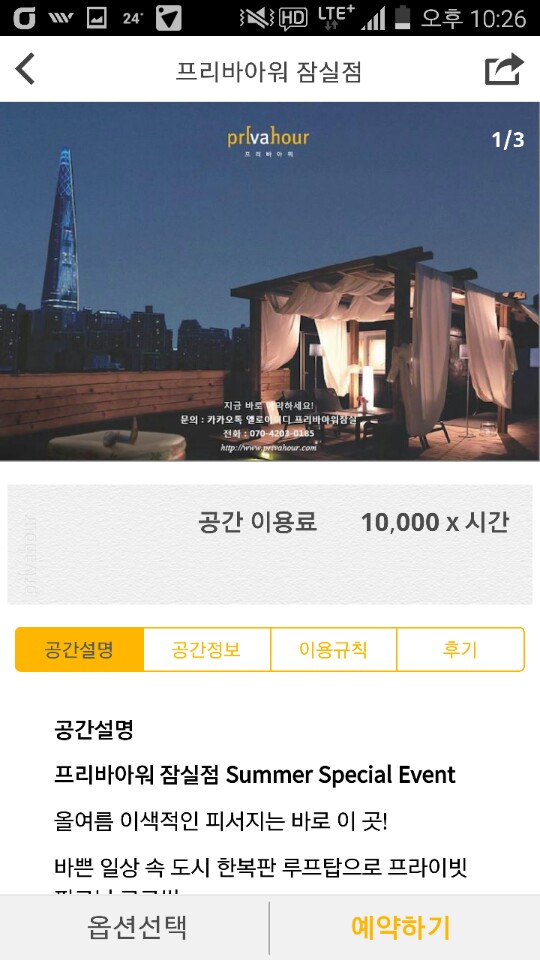 24°
HD
LTE+
오후 10:26
프리바아워 잠실점
privahour
프 리 바 아 워
1/3
지금 바로 예약하세요!
문의 : 카카오톡 옐로아이디 프리바아워잠실
전화 : 070-4203-0185
http://www.privahour.com
공간 이용료 10,000 x 시간
공간설명
공간정보
이용규칙
후기
공간설명
프리바아워 잠실점 Summer Special Event
올여름 이색적인 피서지는 바로 이 곳!
바쁜 일상 속 도시 한복판 루프탑으로 프라이빗
옵션선택
예약하기